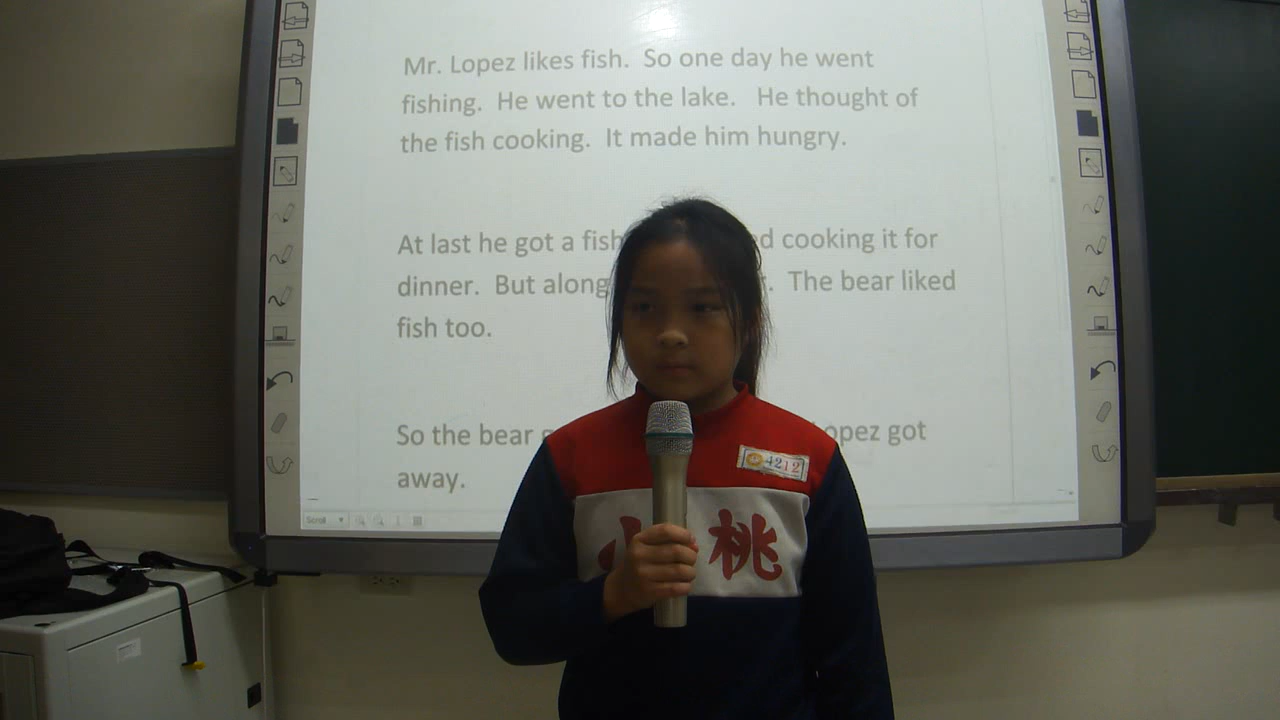 Mr. Lopez likes fish. So one day he went
fishing. He went to the lake. He thought of
the fish cooking. It made him hungry.
At last he got a fish cooking it for
dinner. But along The bear liked
fish too.
So the bear got
away.
4212
桃
Scroll